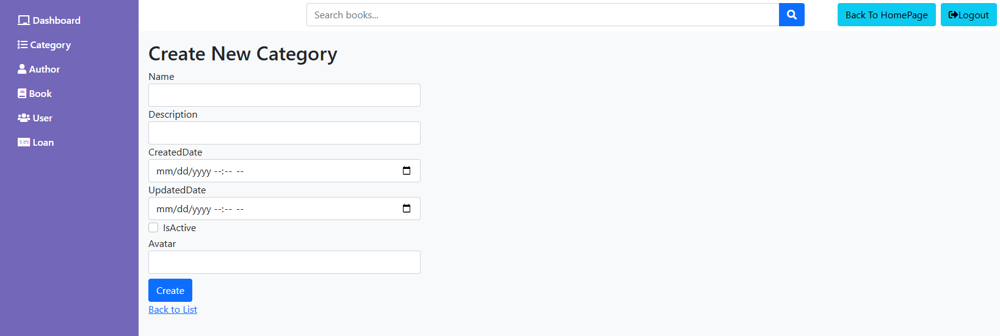 Dashboard
Category
Author
Book
User
Loan
Search books...
Back To HomePage
Logout
Create New Category
Name
Description
CreatedDate
mm/dd/yyyy --:-- --
UpdatedDate
mm/dd/yyyy --:-- --
IsActive
Avatar
Create
Back to List